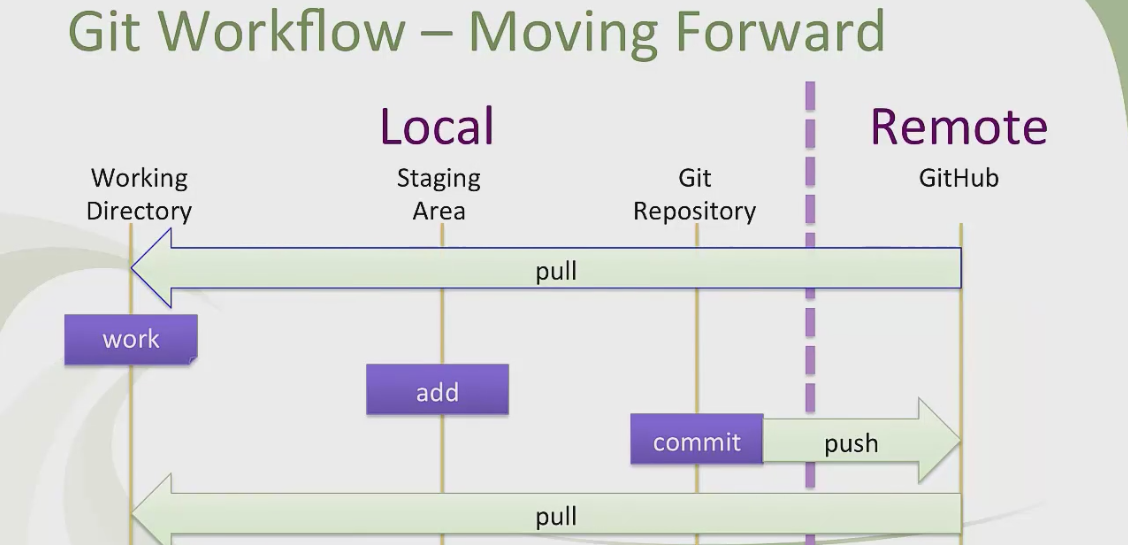 Git Workflow – Moving Forward
Local
Remote
Working
Directory
Staging
Area
Git
Repository
GitHub
pull
work
add
commit
push
pull